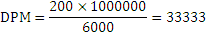 DPM = (200 × 1000000) / 6000 = 33333